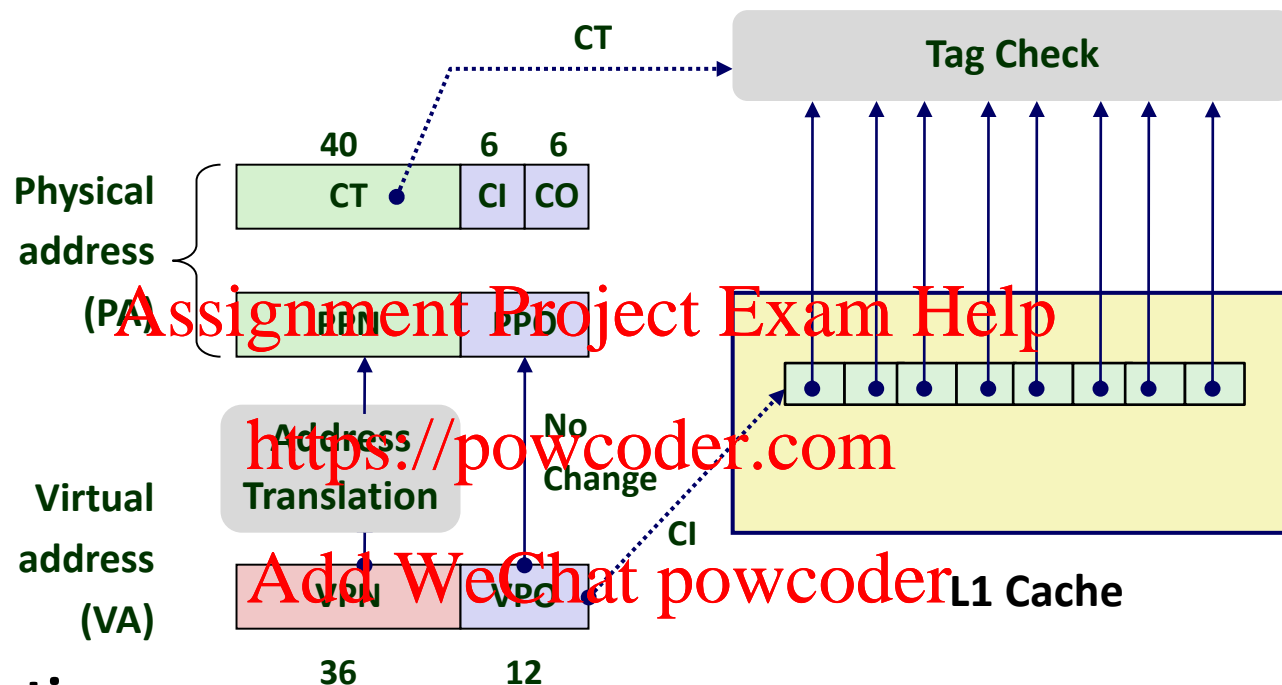 CT
Tag Check
40 6 6
CT CI CO
Physical
address
(PA)
PPN PPO
Assignment Project Exam Help
Address
Translation
No
Change
https://powcoder.com
CI
Virtual
address
(VA)
VPN VPO
Add WeChat powcoder
L1 Cache
36 12